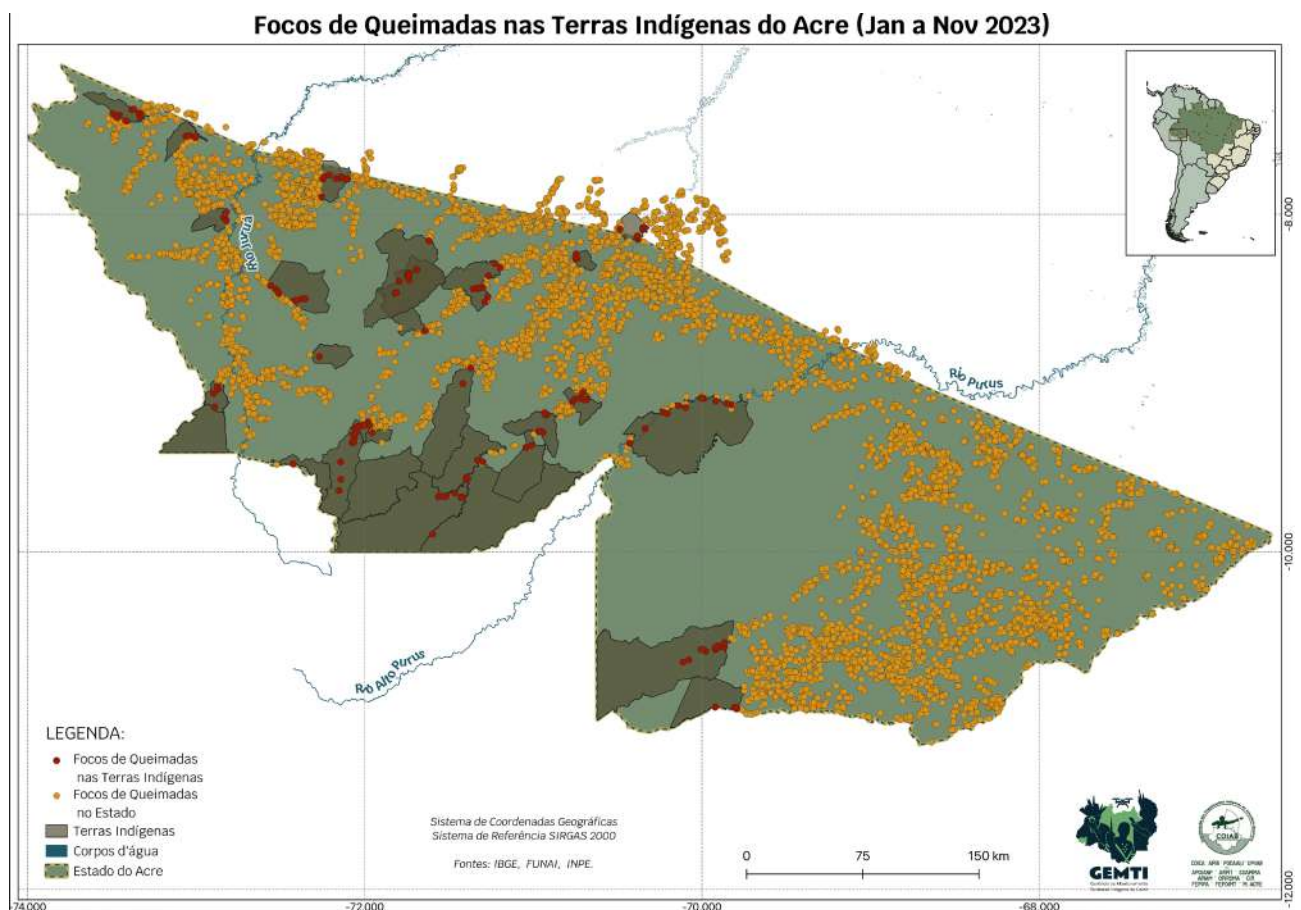 Focos de Queimadas nas Terras Indígenas do Acre (Jan a Nov 2023)
-74.000
-72.000
-70.000
-68.000
-8.000
-10.000
-12.000
Rio Juruá
Rio Purus
Rio Alto Purus
LEGENDA:
Focos de Queimadas
nas Terras Indígenas
Focos de Queimadas
no Estado
Terras Indígenas
Corpos d'água
Estado do Acre
Sistema de Coordenadas Geográficas
Sistema de Referência SIRGAS 2000
Fontes: IBGE, FUNAI, INPE.
0
75
150 km
GEMTI
COIAB